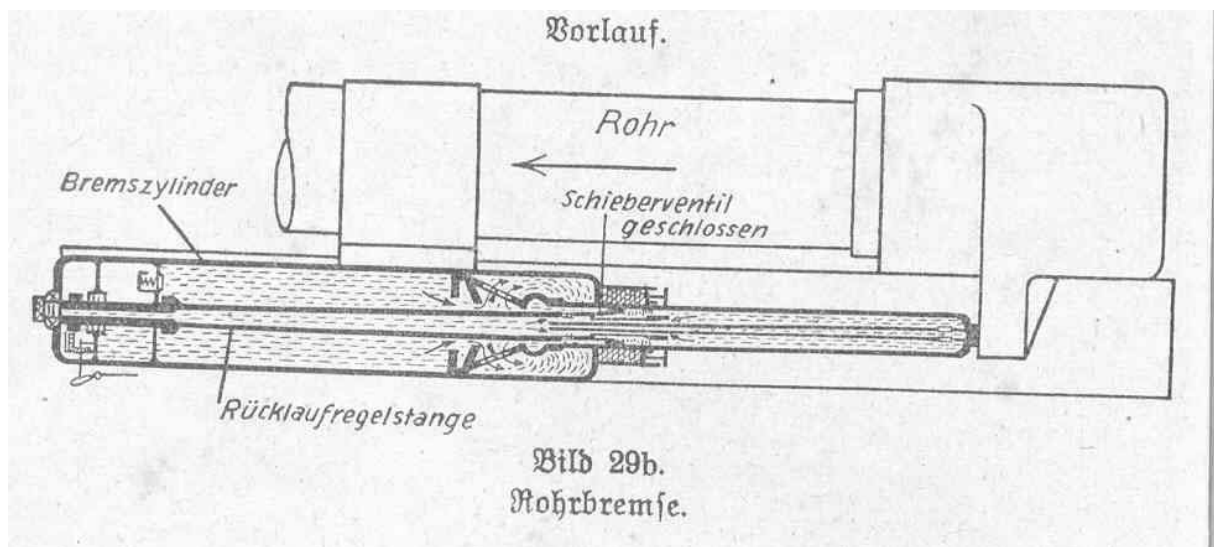 Vorlauf.
Rohr
Bremszylinder
Schieberventil
geschlossen
Rücklaufregelstange
Bild 29b.
Rohrbremse.